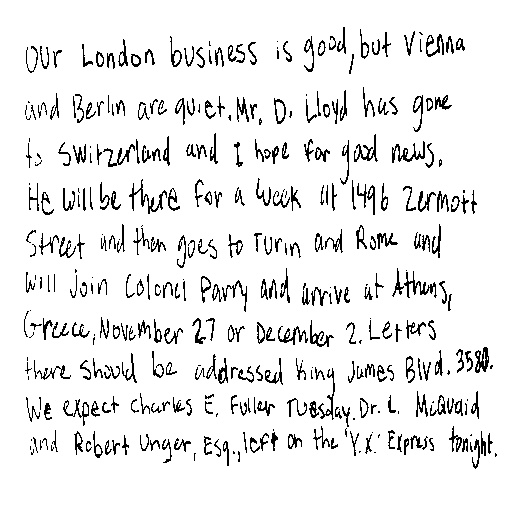 Our London business is good, but Vienna
and Berlin are quiet. Mr. D. Lloyd has gone
to Switzerland and I hope for good news.
He will be there for a week at 1496 Zermott
Street and then goes to Turin and Rome and
will join Colonel Parry and arrive at Athens,
Greece, November 27 or December 2. Letters
there should be addressed King James Blvd. 3580.
We expect Charles E. Fuller Tuesday. Dr. L. McQuaid
and Robert Unger, Esq., left on the 'Y.X.' Express tonight.